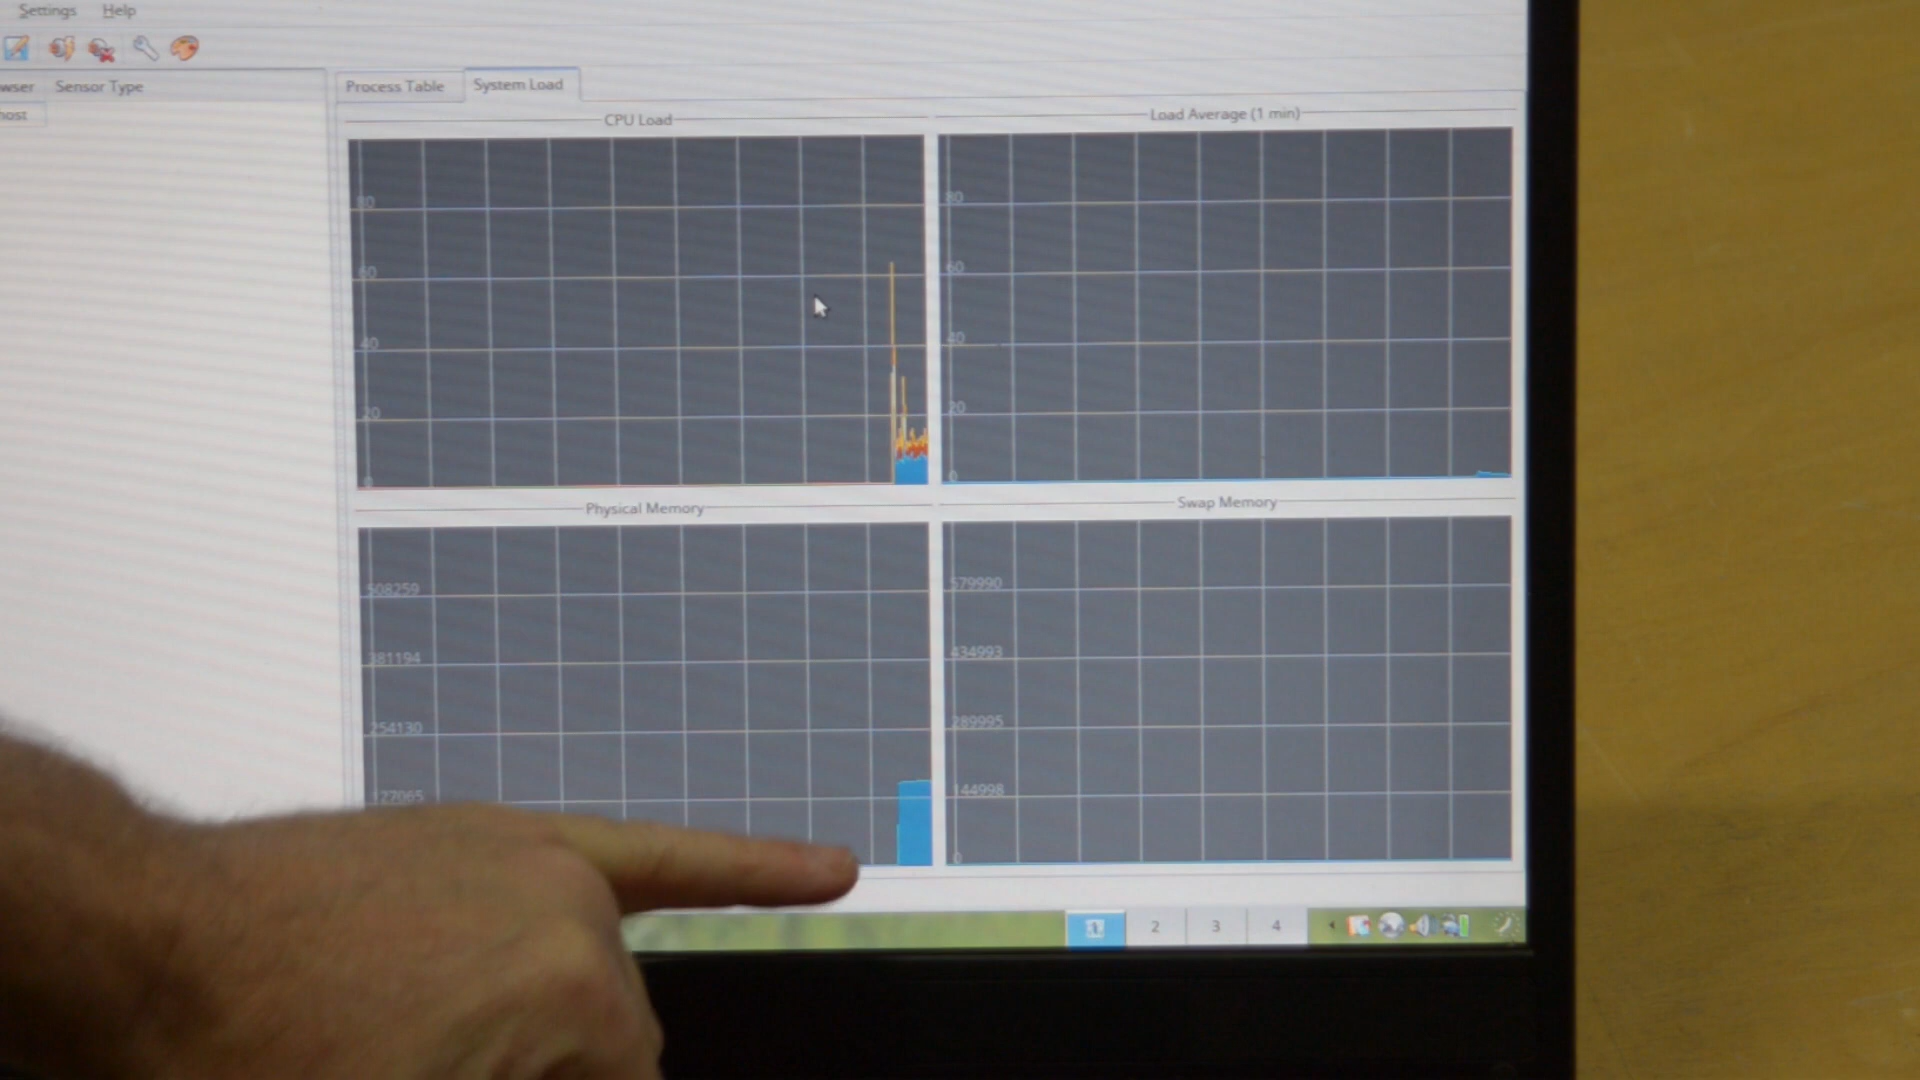 Settings Help
wser Sensor Type
host
Process Table System Load
CPU Load
80
60
40
20
0
Load Average (1 min)
80
60
40
20
0
Physical Memory
508259
381194
254130
127065
Swap Memory
579990
434993
289995
144998
0
2 3 4